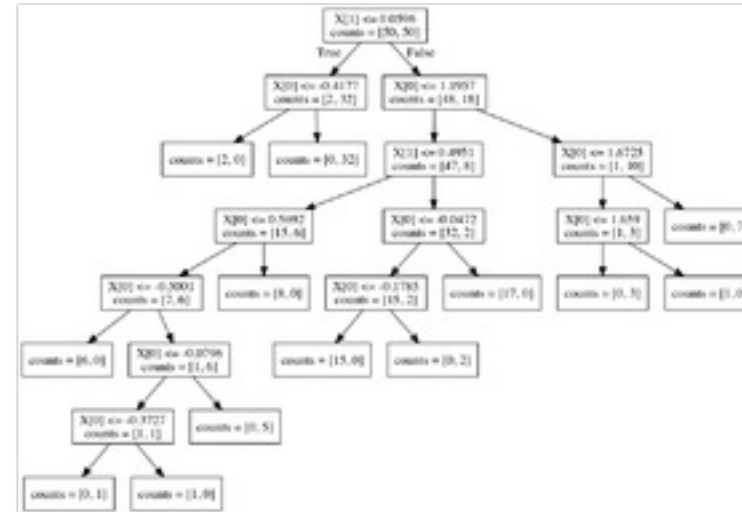 X[1] <= 0.0596
counts = [50, 50]
True
False
X[0] <= -0.4177
counts = [2, 32]
X[0] <= 1.1957
counts = [48, 18]
counts = [2, 0]
counts = [0, 32]
X[1] <= 0.4951
counts = [47, 8]
counts = [1, 10]
X[0] <=
counts = [15, 6]
X[0] <= -0.0472
counts = [32, 2]
X[0] <= 1.659
counts = [1, 3]
counts = [0, 7
X[0] <=
counts = [7, 6]
counts = [8, 0]
X[0] <= -0.1785
counts = [15, 2]
counts = [17, 0]
counts = [0, 3]
counts = [1, 0
counts = [6, 0]
X[0] <= -0.0796
counts = [1, 6]
counts = [15, 0]
counts = [0, 2]
X[0] <= -0.3727
counts = [1, 1]
counts = [0, 5]
counts = [0, 1]
counts = [1, 0]